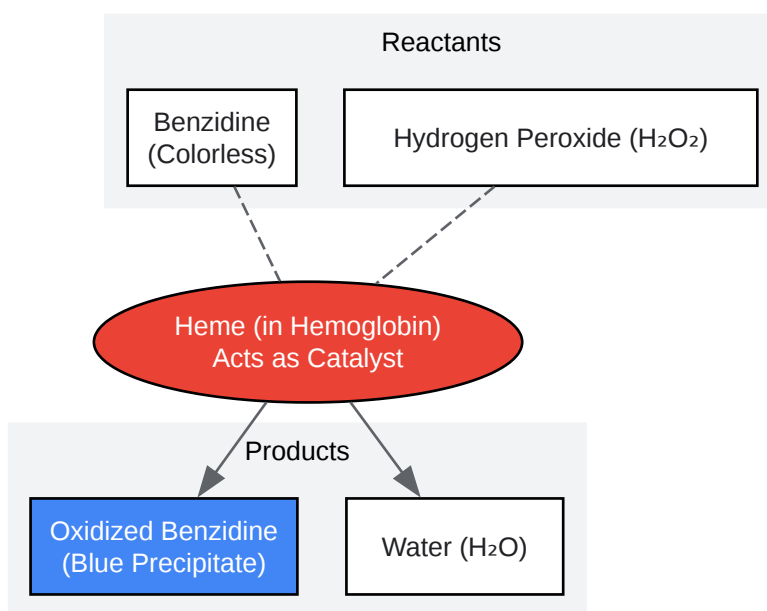 Reactants
Benzidine
(Colorless)
Hydrogen Peroxide (H₂O₂)
Heme (in Hemoglobin)
Acts as Catalyst
Products
Oxidized Benzidine
(Blue Precipitate)
Water (H₂O)